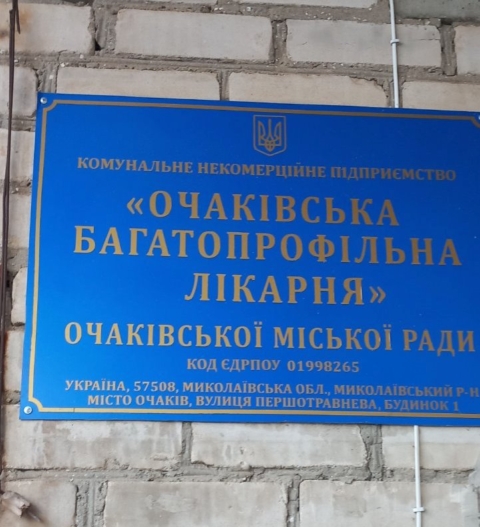 КОМУНАЛЬНЕ НЕКОМЕРЦІЙНЕ ПІДПРИЄМСТВО
«ОЧАКІВСЬКА
БАГАТОПРОФІЛЬНА
ЛІКАРНЯ»
ОЧАКІВСЬКОЇ МІСЬКОЇ РАДИ
КОД ЄДРПОУ 01998265
УКРАЇНА, 57508, МИКОЛАЇВСЬКА ОБЛ., МИКОЛАЇВСЬКИЙ Р-Н
МІСТО ОЧАКІВ, ВУЛИЦЯ ПЕРШОТРАВНЕВА, БУДИНОК 1